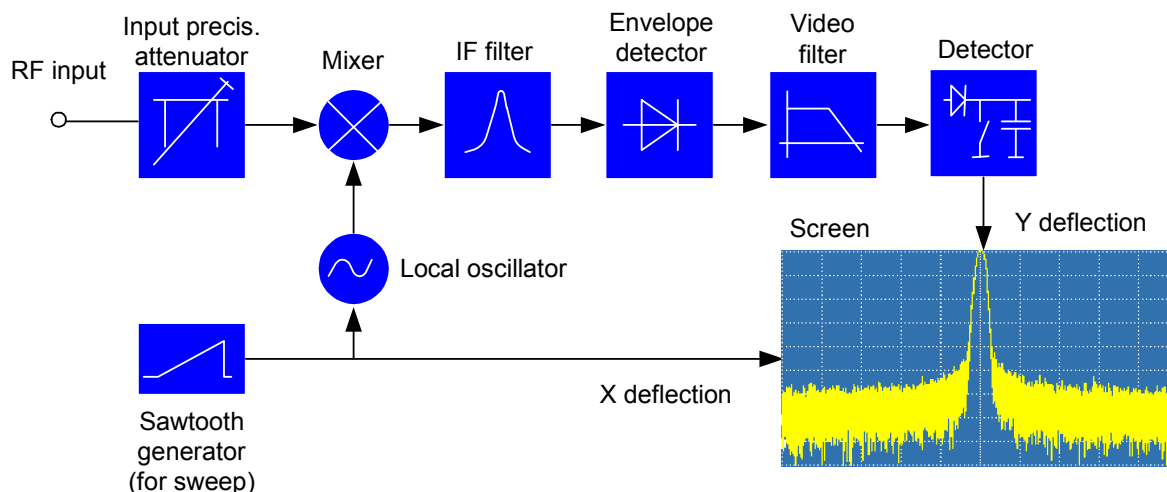 RF input
Input precis.
attenuator
Mixer
IF filter
Envelope
detector
Video
filter
Detector
Local oscillator
Screen
Y deflection
X deflection
Sawtooth
generator
(for sweep)